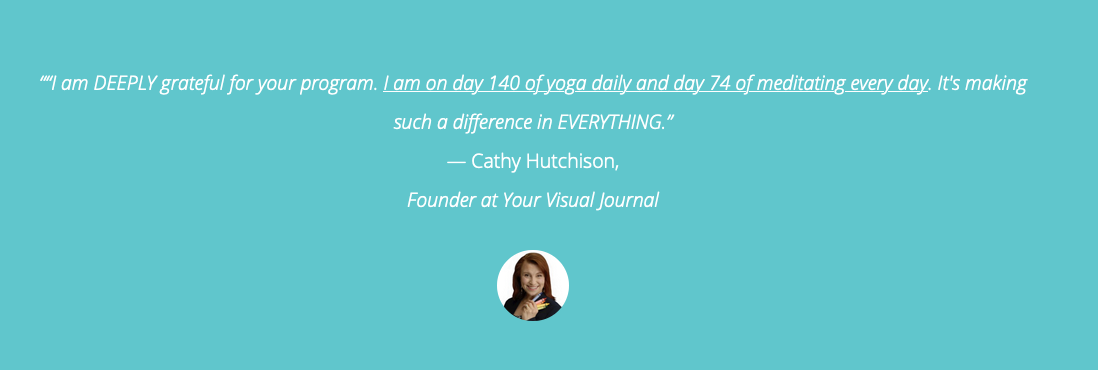 ““I am DEEPLY grateful for your program. I am on day 140 of yoga daily and day 74 of meditating every day. It's making
such a difference in EVERYTHING.”
— Cathy Hutchison,
Founder at Your Visual Journal